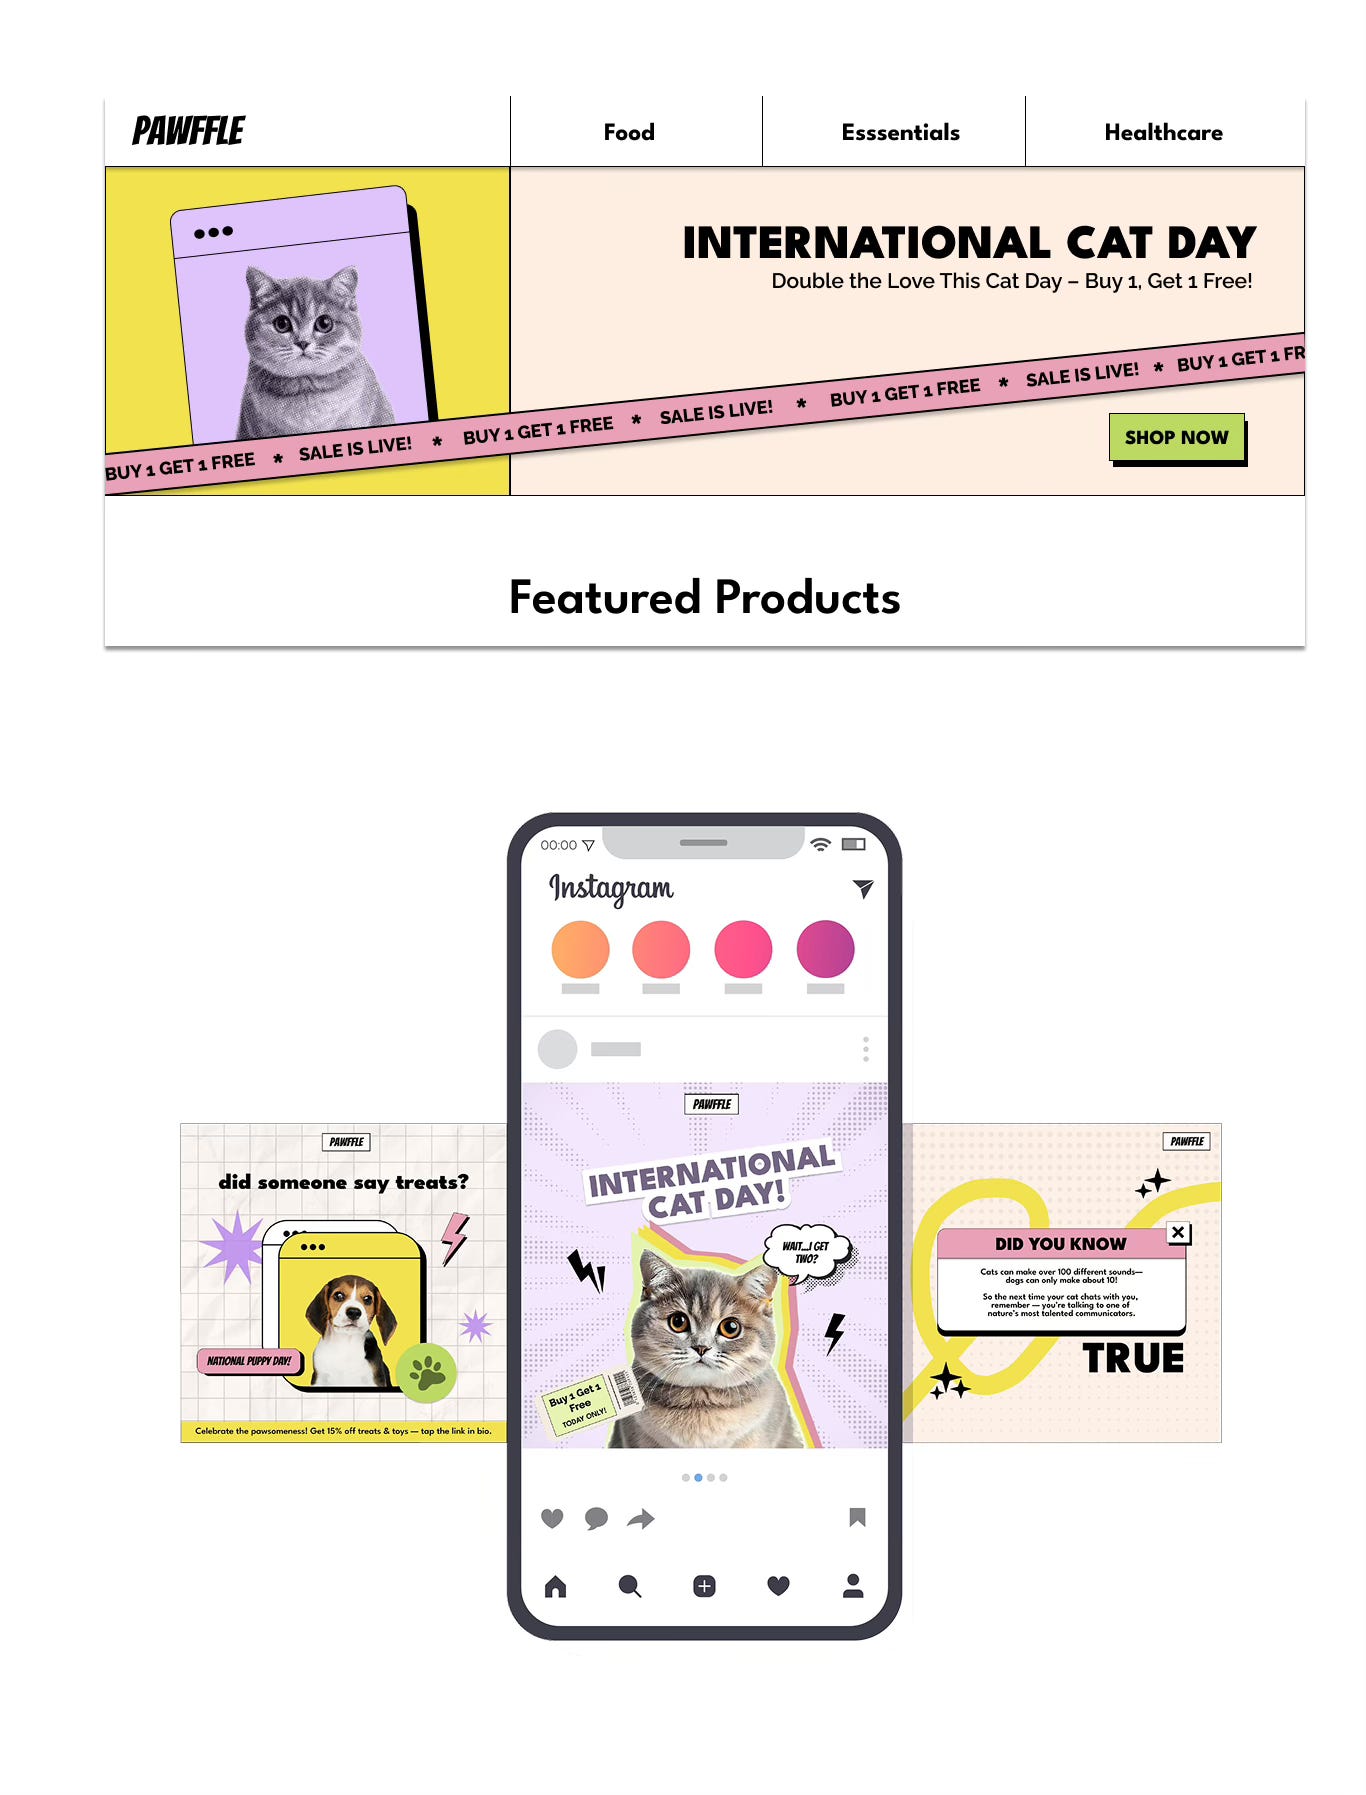 PAWFFLE
Food
Esssentials
Healthcare
INTERNATIONAL CAT DAY
Double the Love This Cat Day – Buy 1, Get 1 Free!
BUY 1 GET 1 FREE * SALE IS LIVE! * BUY 1 GET 1 FREE * SALE IS LIVE! * BUY 1 GET 1 FREE * SALE IS LIVE! * BUY 1 GET 1 FR
SHOP NOW
Featured Products
00:00
Instagram
PAWFFLE
INTERNATIONAL
CAT DAY!
WAIT...I GET
TWO?
Buy 1 Get 1
Free
TODAY ONLY!
PAWFFLE
did someone say treats?
NATIONAL PUPPY DAY!
Celebrate the pawsomeness! Get 15% off treats & toys — tap the link in bio.
PAWFFLE
DID YOU KNOW
Cats can make over 100 different sounds—
dogs can only make about 10!
So the next time your cat chats with you,
remember — you're talking to one of
nature's most talented communicators.
TRUE